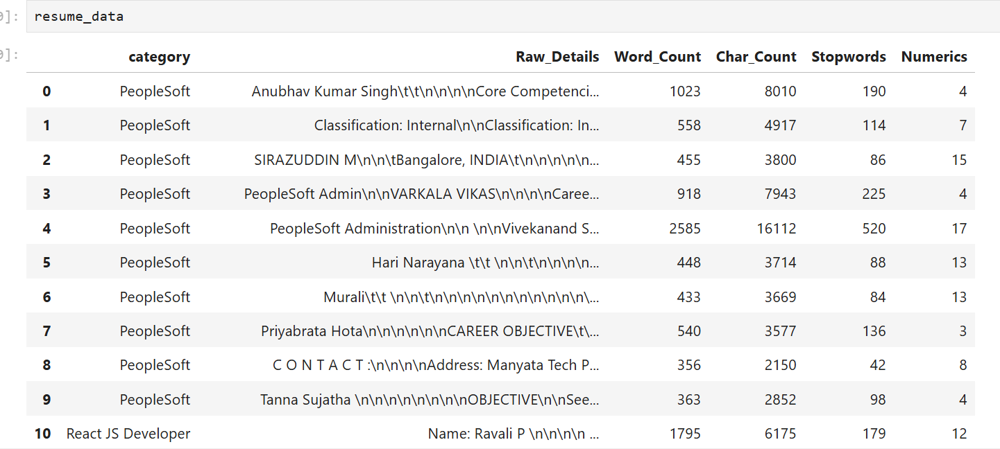 0]: resume_data
0]: category Raw_Details Word_Count Char_Count Stopwords Numerics
0 PeopleSoft Anubhav Kumar Singh\t\t\n\n\n\nCore Competenci... 1023 8010 190 4
1 PeopleSoft Classification: Internal\n\nClassification: In... 558 4917 114 7
2 PeopleSoft SIRAZUDDIN M\n\n\tBangalore, INDIA\t\n\n\n\n\n... 455 3800 86 15
3 PeopleSoft PeopleSoft Admin\n\nVARKALA VIKAS\n\n\n\nCaree... 918 7943 225 4
4 PeopleSoft PeopleSoft Administration\n\n \n\nVivekanand S... 2585 16112 520 17
5 PeopleSoft Hari Narayana \t\t \n\n\t\n\n\n\n\n... 448 3714 88 13
6 PeopleSoft Murali\t\t \n\n\t\n\n\n\n\n\n\n\n\n\n\n\... 433 3669 84 13
7 PeopleSoft Priyabrata Hota\n\n\n\n\n\nCAREER OBJECTIVE\t\... 540 3577 136 3
8 PeopleSoft C O N T A C T :\n\n\n\nAddress: Manyata Tech P... 356 2150 42 8
9 PeopleSoft Tanna Sujatha \n\n\n\n\n\n\n\nOBJECTIVE\n\nSee... 363 2852 98 4
10 React JS Developer Name: Ravali P \n\n\n\n ... 1795 6175 179 12